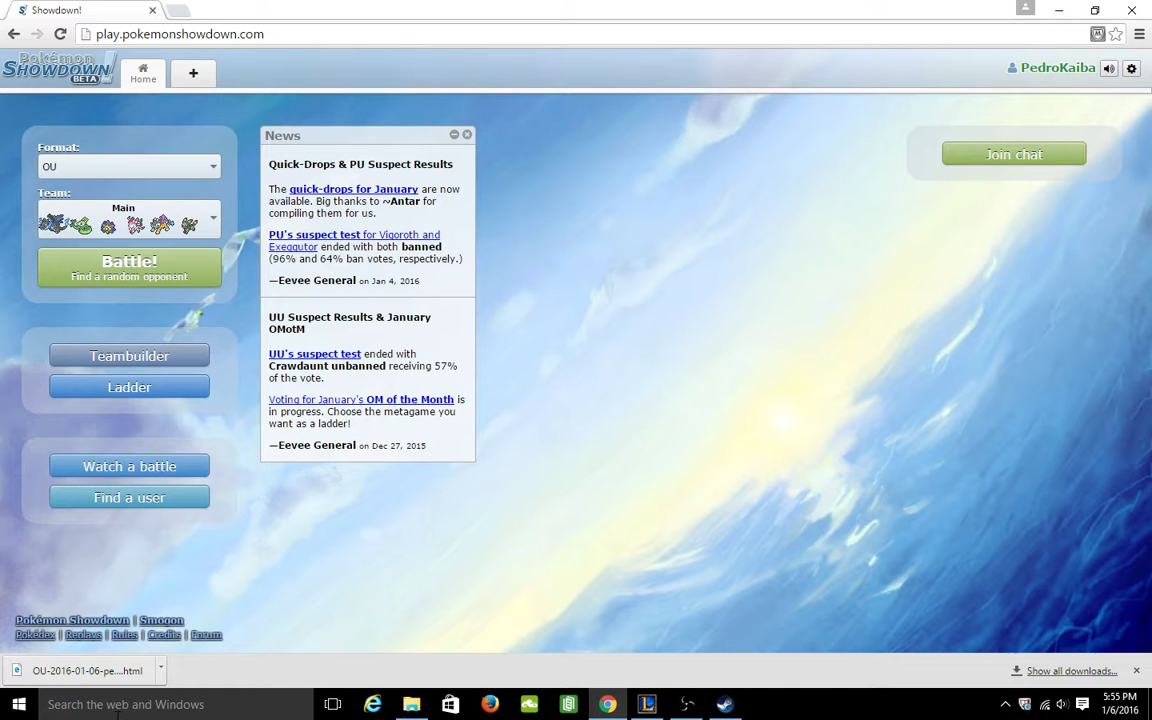 Showdown!
play.pokemonshowdown.com
Pokémon
SHOWDOWN!
BETA
Home
+
PedroKaiba
Format:
OU
Team:
Main
Battle!
Find a random opponent
Teambuilder
Ladder
Watch a battle
Find a user
News
Quick-Drops & PU Suspect Results
The quick-drops for January are now
available. Big thanks to ~Antar for
compiling them for us.
PU's suspect test for Vigoroth and
Exeggutor ended with both banned
(96% and 64% ban votes, respectively.)
—Eevee General on Jan 4, 2016
UU Suspect Results & January
OMotM
UU's suspect test ended with
Crawdaunt unbanned receiving 57%
of the vote.
Voting for January's OM of the Month is
in progress. Choose the metagame you
want as a ladder!
—Eevee General on Dec 27, 2015
Join chat
Pokémon Showdown | Smogon
Pokédex | Replays | Rules | Credits | Forum
OU-2016-01-06-pe....html
Show all downloads...
Search the web and Windows
5:55 PM
1/6/2016